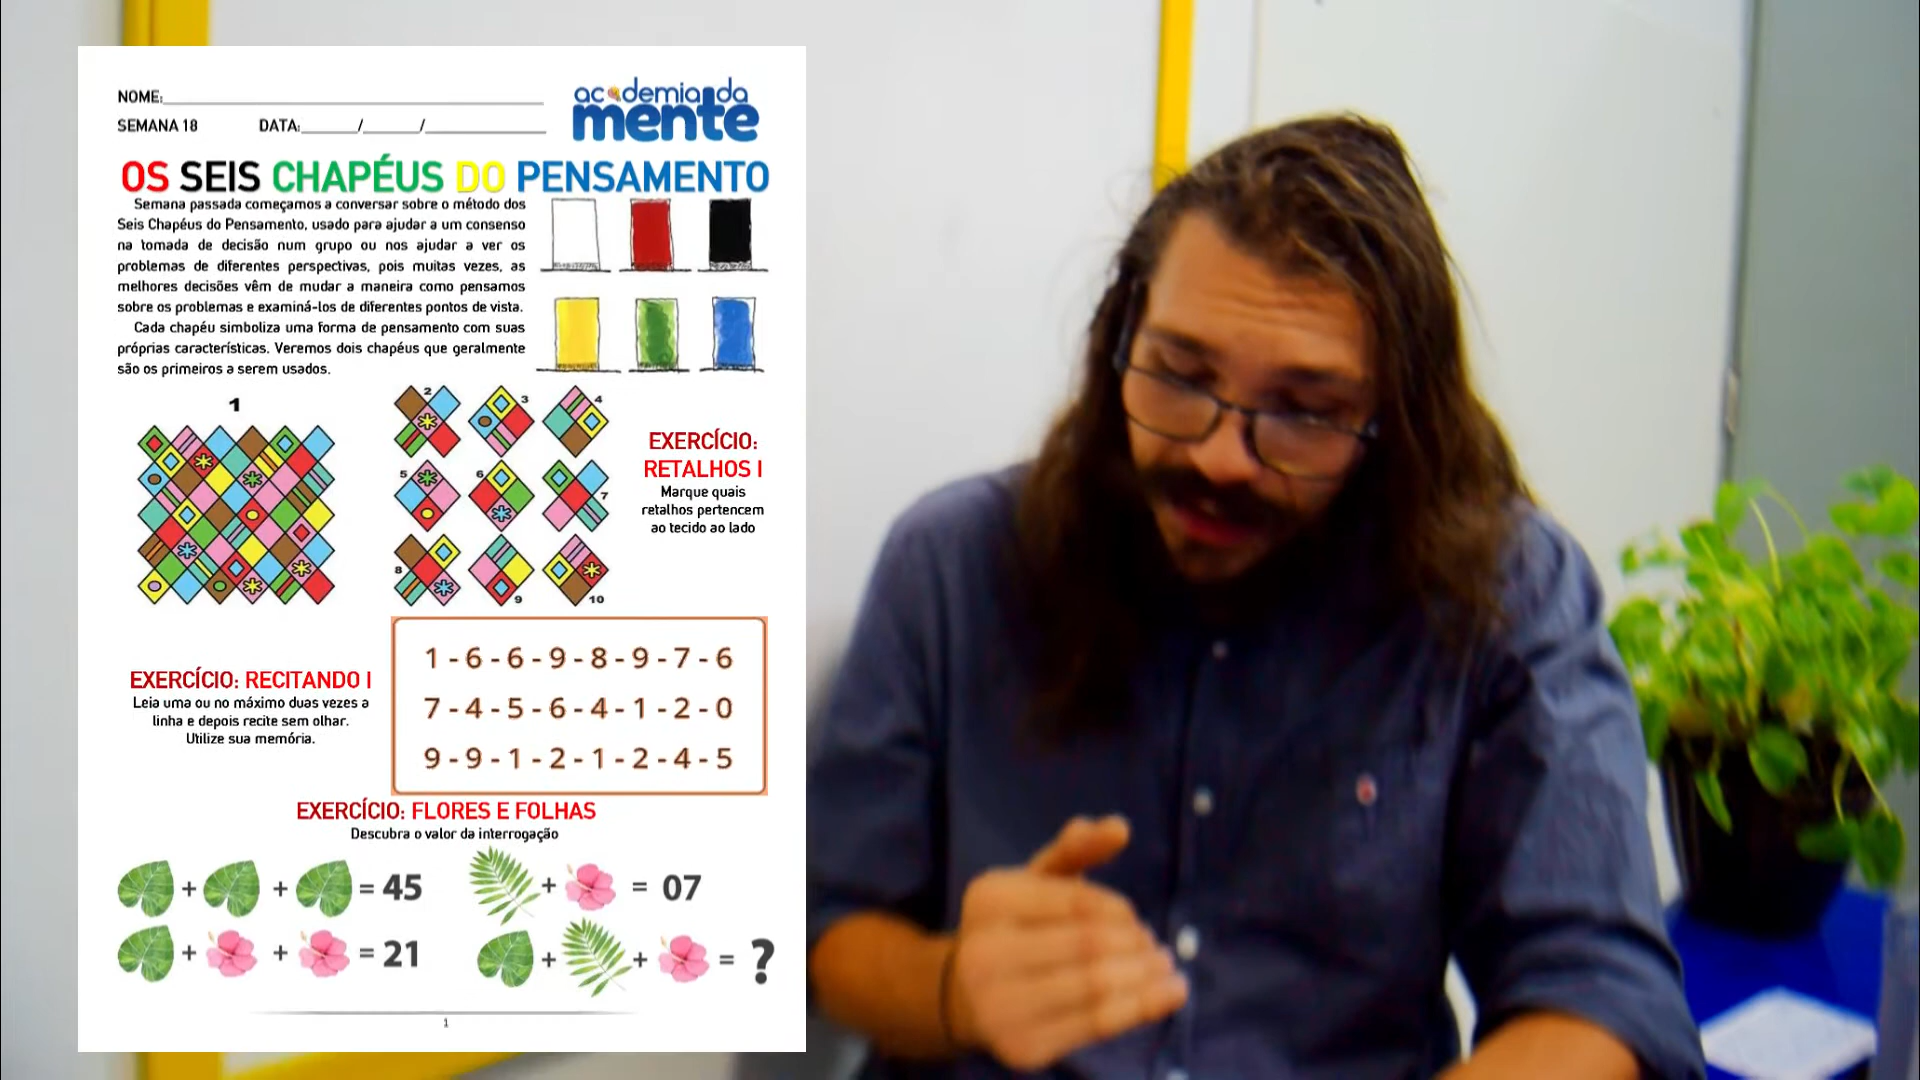 NOME:
SEMANA 18 DATA: / /
academia da
mente
OS SEIS CHAPÉUS DO PENSAMENTO
Semana passada começamos a conversar sobre o método dos
Seis Chapéus do Pensamento, usado para ajudar a um consenso
na tomada de decisão num grupo ou nos ajudar a ver os
problemas de diferentes perspectivas, pois muitas vezes, as
melhores decisões vêm de mudar a maneira como pensamos
sobre os problemas e examiná-los de diferentes pontos de vista.
Cada chapéu simboliza uma forma de pensamento com suas
próprias características. Veremos dois chapéus que geralmente
são os primeiros a serem usados.
1
2
3
4
5
6
7
8
9
10
EXERCÍCIO:
RETALHOS I
Marque quais
retalhos pertencem
ao tecido ao lado
EXERCÍCIO: RECITANDO I
Leia uma ou no máximo duas vezes a
linha e depois recite sem olhar.
Utilize sua memória.
1 - 6 - 6 - 9 - 8 - 9 - 7 - 6
7 - 4 - 5 - 6 - 4 - 1 - 2 - 0
9 - 9 - 1 - 2 - 1 - 2 - 4 - 5
EXERCÍCIO: FLORES E FOLHAS
Descubra o valor da interrogação
+ + = 45
+ = 07
+ + = 21
+ + = ?
1